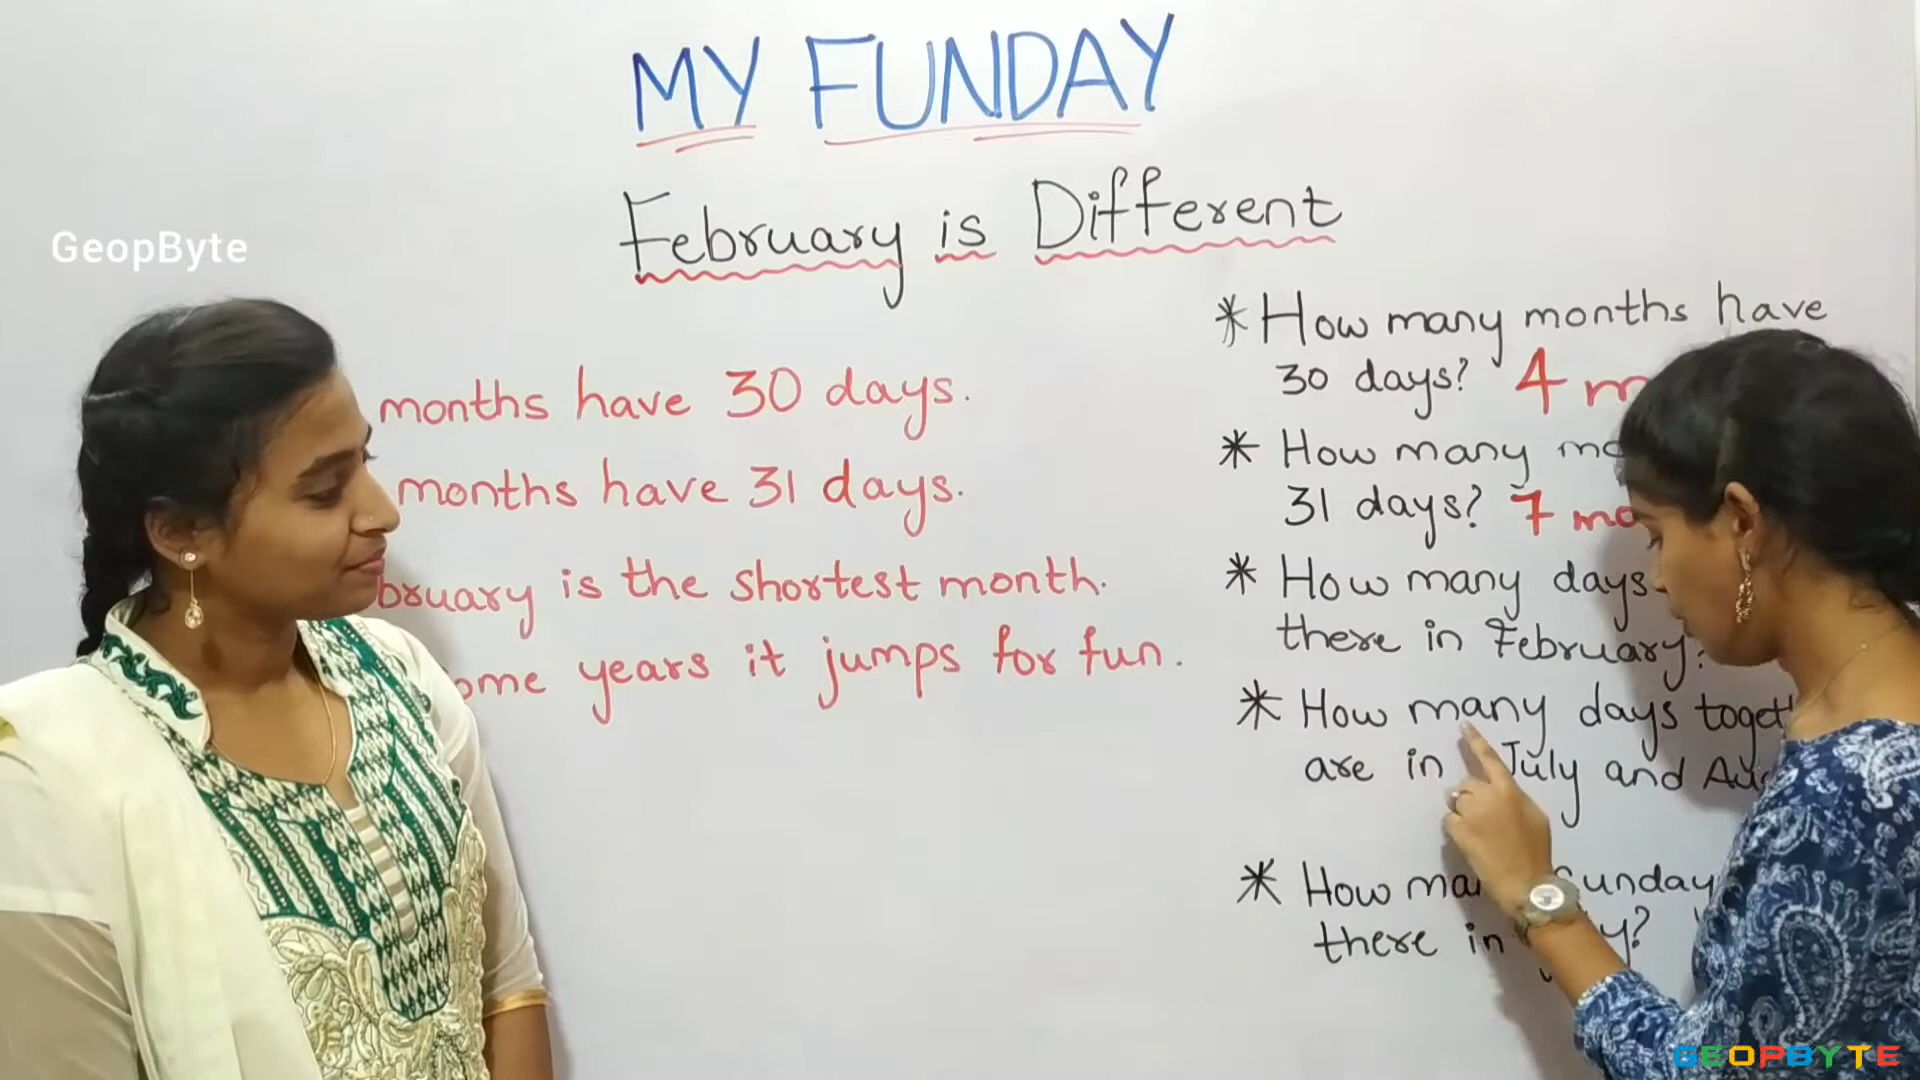 MY FUNDAY
February is Different
GeopByte
months have 30 days.
months have 31 days.
bruary is the shortest month.
ome years it jumps for fun.
* How many months have
30 days? 4 m
* How many mo
31 days? 7 mo
* How many days
there in February?
* How many days toget
are in July and Au
* How ma Sunday
there in y?
GEOPBYTE